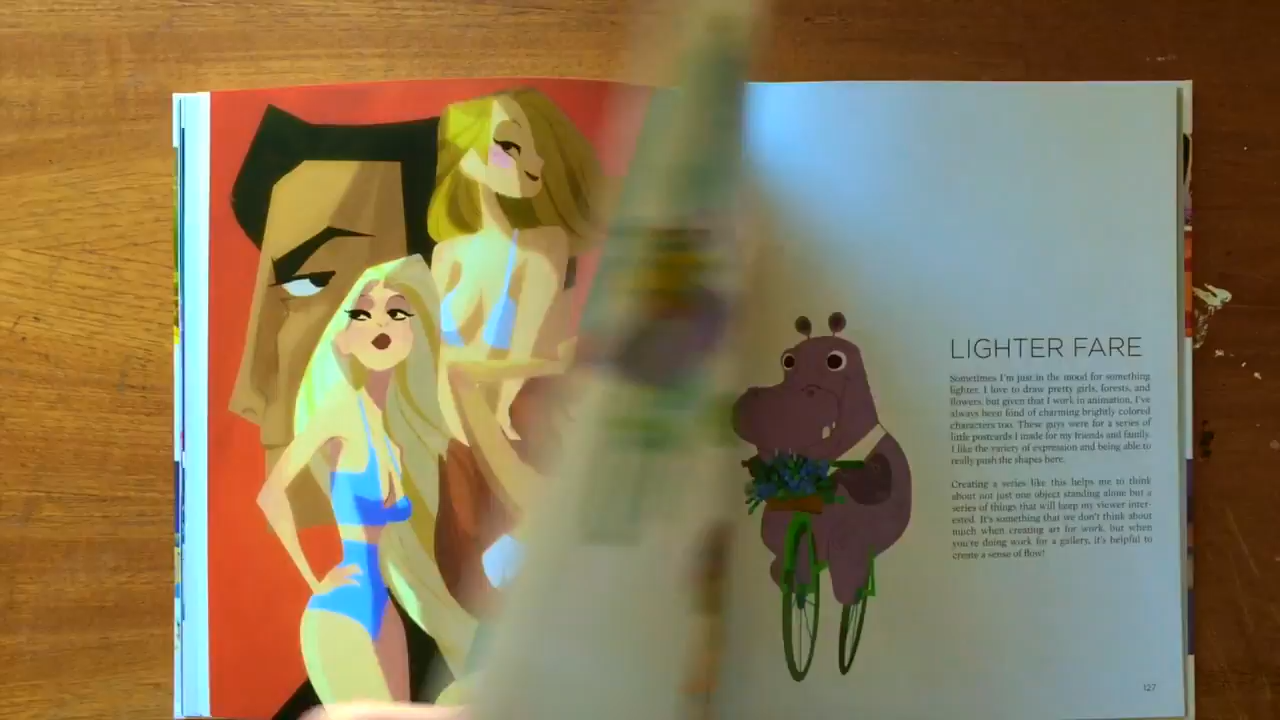 LIGHTER FARE
Sometimes I'm just in the mood for something
lighter. I love to draw pretty girls, forests, and
flowers, but given that I work in animation, I've
always been fond of charming brightly colored
characters too. These guys were for a series of
little postcards I made for my friends and family.
I like the variety of expression and being able to
really push the shapes here.
Creating a series like this helps me to think
about not just one object standing alone but a
series of things that will keep my viewer inter-
ested. It's something that we don't think about
much when creating art for work, but when
you're doing work for a gallery, it's helpful to
create a sense of flow!
127